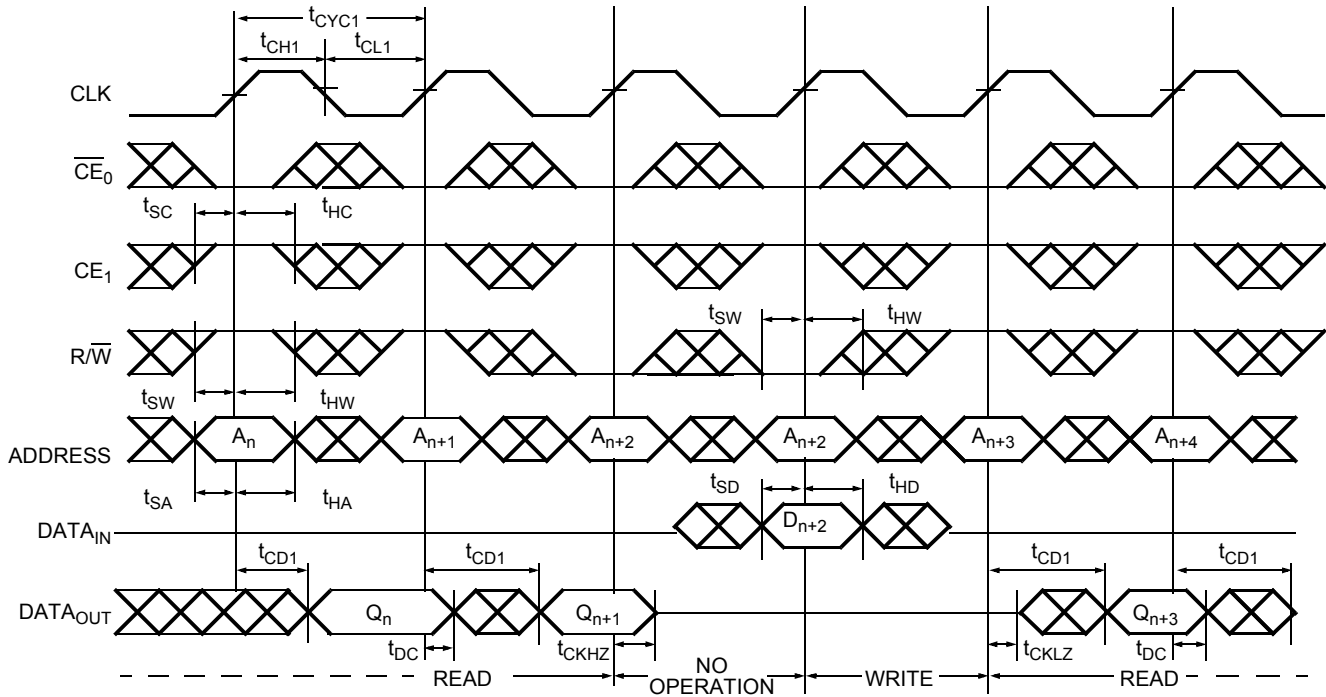 tCYC1
tCH1 tCL1
CLK
CE0
tSC tHC
CE1
tSW tHW
R/W
tSW tHW
ADDRESS An An+1 An+2 An+2 An+3 An+4
tSA tHA tSD tHD
DATAIN Dn+2
tCD1 tCD1 tCD1 tCD1
DATAOUT Qn Qn+1 Qn+3
tDC tCKHZ tCKLZ tDC
READ NO OPERATION WRITE READ